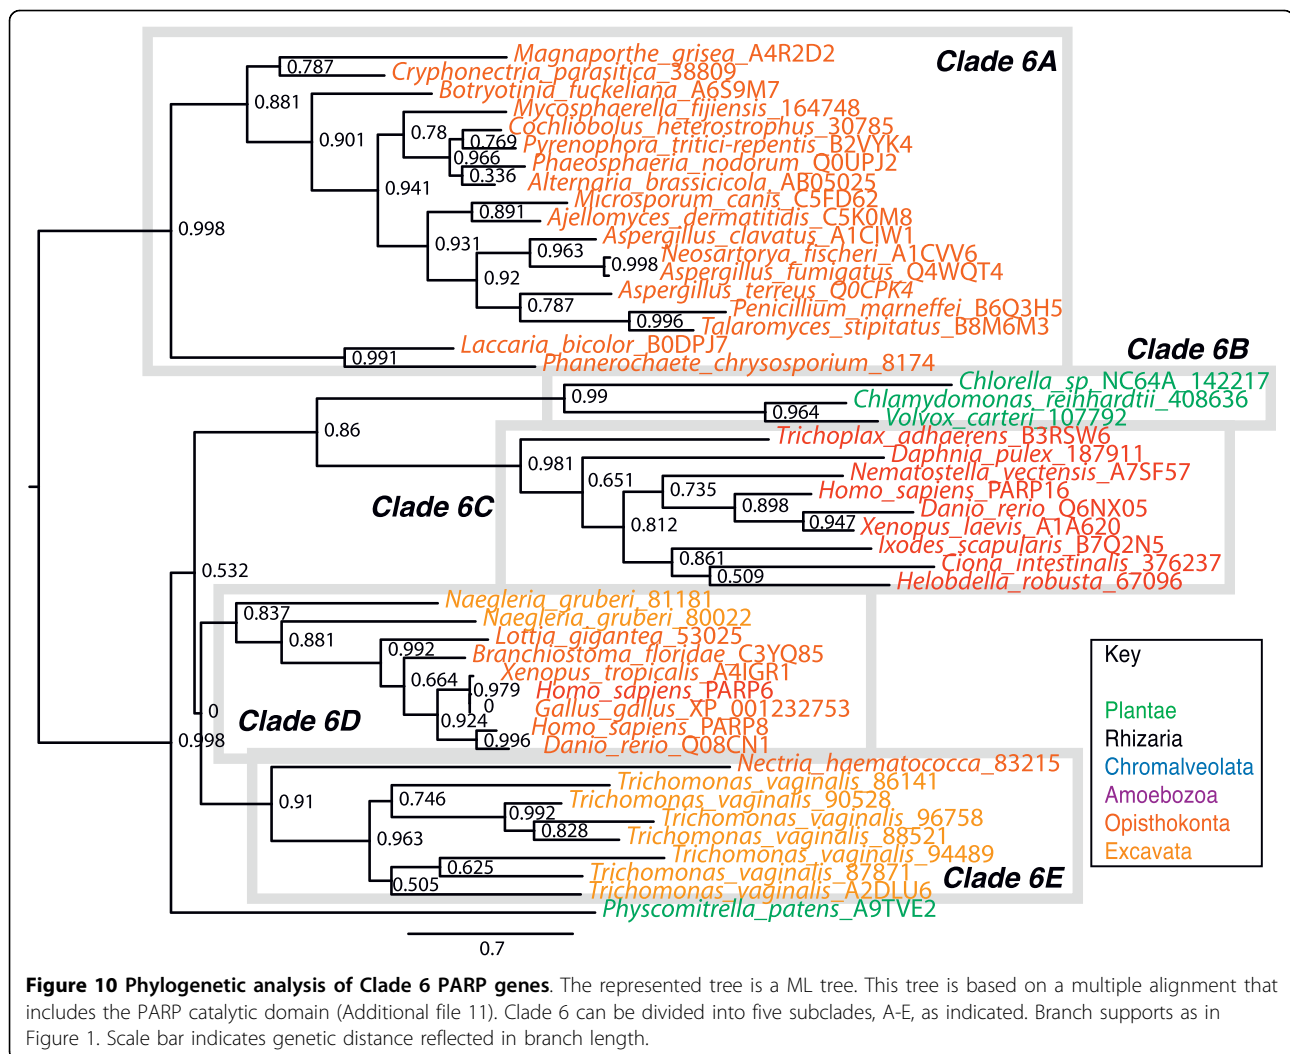 Magnaporthe_grisea_A4R2D2
Clade 6A
0.787
Cryphonectria_parasitica_38809
Botryotinia_fuckeliana_A6S9M7
0.881
Mycosphaerella_fijiensis_164748
0.901
0.78
Cochliobolus_heterostrophus_30785
0.769
Pyrenophora_tritici-repentis_B2VYK4
0.966
Phaeosphaeria_nodorum_Q0UPJ2
0.336
Alternaria_brassicicola_AB05025
0.941
Microsporum_canis_C5FD62
0.891
Ajellomyces_dermatitidis_C5K0M8
0.998
0.931
Aspergillus_clavatus_A1CIW1
0.963
Neosartorya_fischeri_A1CVV6
0.998
Aspergillus_fumigatus_Q4WQT4
0.92
Aspergillus_terreus_Q0CPK4
0.787
Penicillium_marneffei_B6Q3H5
0.996
Talaromyces_stipitatus_B8M6M3
Laccaria_bicolor_B0DPJ7
0.991
Phanerochaete_chrysosporium_8174
Clade 6B
Chlorella_sp_NC64A_142217
0.99
Chlamydomonas_reinhardtii_408636
0.964
Volvox_carteri_107792
0.86
Trichoplax_adhaerens_B3RSW6
Daphnia_pulex_187911
0.981
0.651
Nematostella_vectensis_A7SF57
0.735
Homo_sapiens_PARP16
Clade 6C
0.898
Danio_rerio_Q6NX05
0.947
Xenopus_laevis_A1A620
0.812
Ixodes_scapularis_B7Q2N5
0.861
Ciona_intestinalis_376237
0.509
Helobdella_robusta_67096
0.532
Naegleria_gruberi_81181
0.837
Naegleria_gruberi_80022
0.881
Lottia_gigantea_53025
0.992
Branchiostoma_floridae_C3YQ85
0.664
Xenopus_tropicalis_A4IGR1
0.979
Homo_sapiens_PARP6
0
Gallus_gallus_XP_001232753
0.924
Homo_sapiens_PARP8
0.996
Danio_rerio_Q08CN1
0
Clade 6D
0.998
Nectria_haematococca_83215
Trichomonas_vaginalis_86141
0.91
0.746
Trichomonas_vaginalis_90528
0.992
Trichomonas_vaginalis_96758
0.828
Trichomonas_vaginalis_88521
0.963
Trichomonas_vaginalis_94489
0.625
Trichomonas_vaginalis_87871
0.505
Trichomonas_vaginalis_A2DLU6
Clade 6E
Physcomitrella_patens_A9TVE2
0.7
Key
Plantae
Rhizaria
Chromalveolata
Amoebozoa
Opisthokonta
Excavata
Figure 10 Phylogenetic analysis of Clade 6 PARP genes. The represented tree is a ML tree. This tree is based on a multiple alignment that
includes the PARP catalytic domain (Additional file 11). Clade 6 can be divided into five subclades, A-E, as indicated. Branch supports as in
Figure 1. Scale bar indicates genetic distance reflected in branch length.